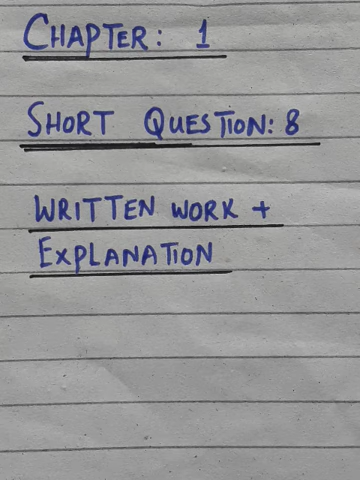 CHAPTER: 1
SHORT QUESTION: 8
WRITTEN WORK +
EXPLANATION